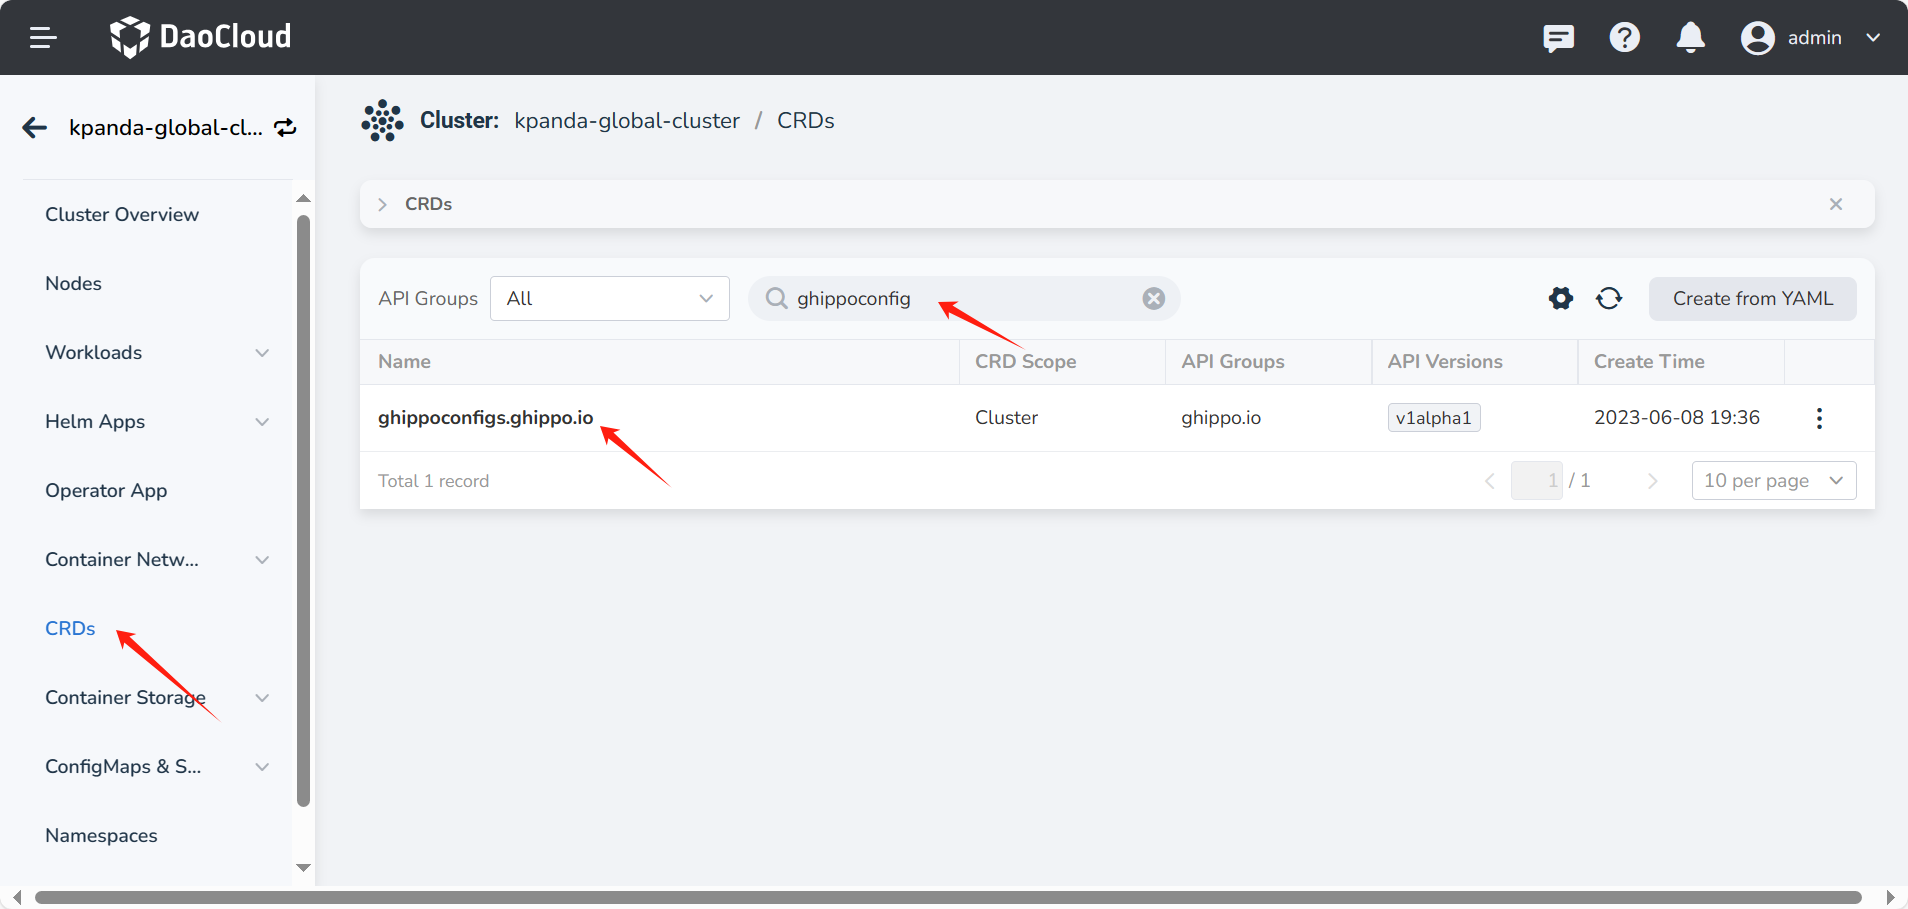 DaoCloud
admin
kpanda-global-cl...
Cluster: kpanda-global-cluster / CRDs
Cluster Overview
Nodes
Workloads
Helm Apps
Operator App
Container Netw...
CRDs
Container Storage
ConfigMaps & S...
Namespaces
CRDs
API Groups All ghippoconfig Create from YAML
Name CRD Scope API Groups API Versions Create Time
ghippoconfigs.ghippo.io Cluster ghippo.io v1alpha1 2023-06-08 19:36
Total 1 record 1 / 1 10 per page